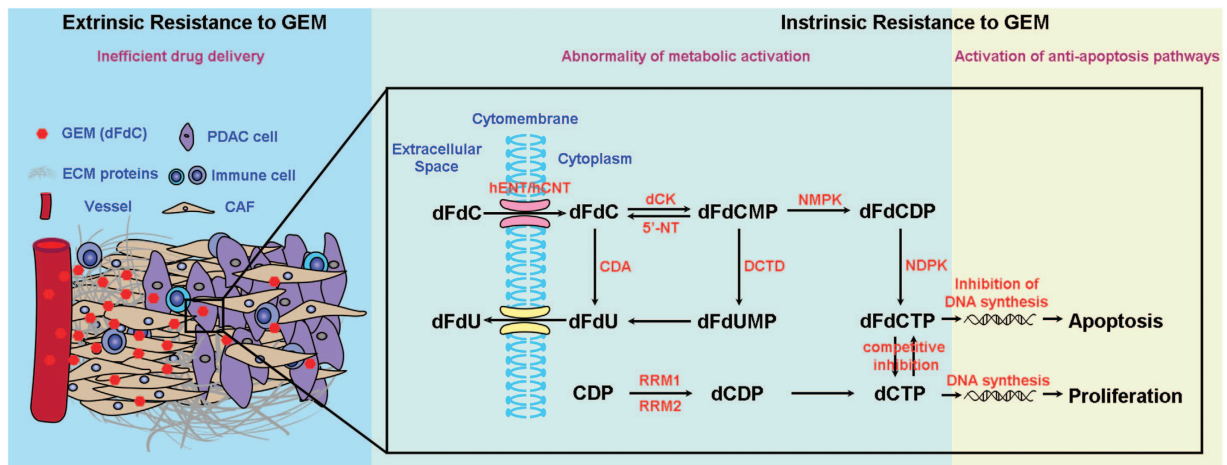 Extrinsic Resistance to GEM
Instrinsic Resistance to GEM
Inefficient drug delivery
Abnormality of metabolic activation
Activation of anti-apoptosis pathways
GEM (dFdC)
PDAC cell
ECM proteins
Immune cell
Vessel
CAF
Cytomembrane
Extracellular
Space
Cytoplasm
hENT/hCNT
dFdC
dFdC
dCK
5'-NT
dFdCMP
NMPK
dFdCDP
CDA
DCTD
NDPK
Inhibition of
DNA synthesis
dFdU
dFdU
dFdUMP
dFdCTP
Apoptosis
competitive
inhibition
CDP
RRM1
RRM2
dCDP
dCTP
DNA synthesis
Proliferation